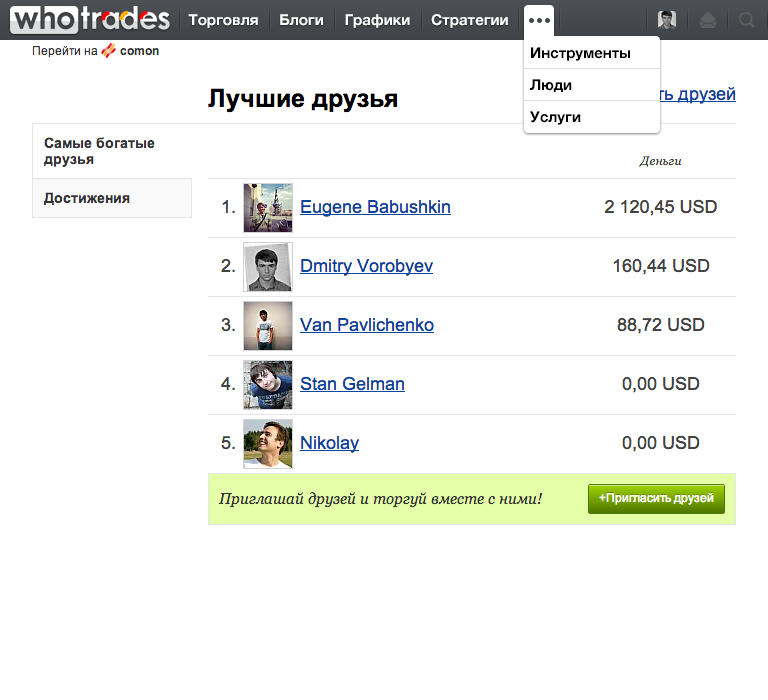 whotrades Торговля Блоги Графики Стратегии
Перейти на comon
Инструменты
Люди
Услуги
Лучшие друзья
ть друзей
Самые богатые
друзья
Достижения
Деньги
1. Eugene Babushkin 2 120,45 USD
2. Dmitry Vorobyev 160,44 USD
3. Van Pavlichenko 88,72 USD
4. Stan Gelman 0,00 USD
5. Nikolay 0,00 USD
Приглашай друзей и торгуй вместе с ними! +Пригласить друзей